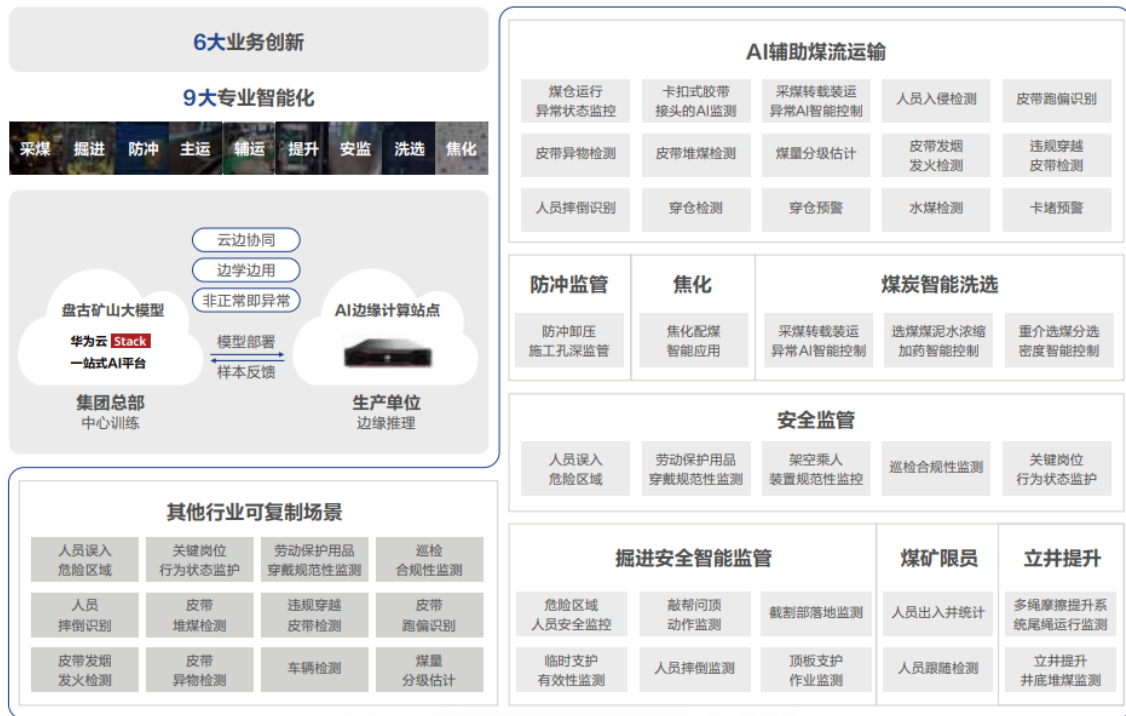 6大业务创新
9大专业智能化
采煤 掘进 防冲 主运 辅运 提升 安监 洗选 焦化
云边协同
边学边用
非正常即异常
盘古矿山大模型
华为云 Stack
一站式AI平台
模型部署
样本反馈
AI边缘计算站点
集团总部
中心训练
生产单位
边缘推理
其他行业可复制场景
人员误入
危险区域
关键岗位
行为状态监护
劳动保护用品
穿戴规范性监测
巡检
合规性监测
人员
摔倒识别
皮带
堆煤检测
违规穿越
皮带检测
皮带
跑偏识别
皮带发烟
发火检测
皮带
异物检测
车辆检测
煤量
分级估计
AI辅助煤流运输
煤仓运行
异常状态监控
卡扣式胶带
接头的AI监测
采煤转载装运
异常AI智能控制
人员入侵检测
皮带跑偏识别
皮带异物检测
皮带堆煤检测
煤量分级估计
皮带发烟
发火检测
违规穿越
皮带检测
人员摔倒识别
穿仓检测
穿仓预警
水煤检测
卡堵预警
防冲监管
防冲卸压
施工孔深监管
焦化
焦化配煤
智能应用
煤炭智能洗选
采煤转载装运
异常AI智能控制
选煤煤泥水浓缩
加药智能控制
重介选煤分选
密度智能控制
安全监管
人员误入
危险区域
劳动保护用品
穿戴规范性监测
架空乘人
装置规范性监控
巡检合规性监测
关键岗位
行为状态监护
掘进安全智能监管
危险区域
人员安全监控
敲帮问顶
动作监测
截割部落地监测
临时支护
有效性监测
人员摔倒监测
顶板支护
作业监测
煤矿限员
人员出入井统计
人员跟随检测
立井提升
多绳摩擦提升系
统尾绳运行监测
立井提升
井底堆煤监测